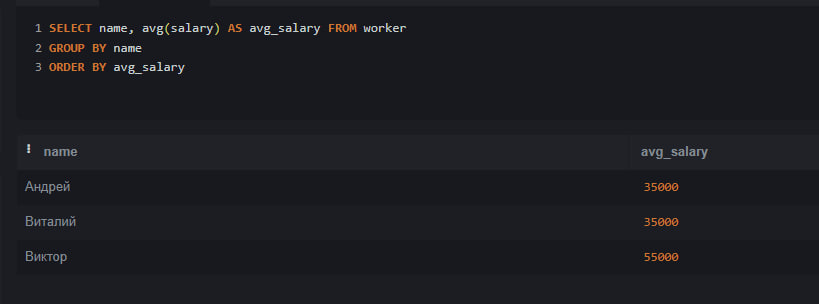 1 SELECT name, avg(salary) AS avg_salary FROM worker
2 GROUP BY name
3 ORDER BY avg_salary
name avg_salary
Андрей 35000
Виталий 35000
Виктор 55000